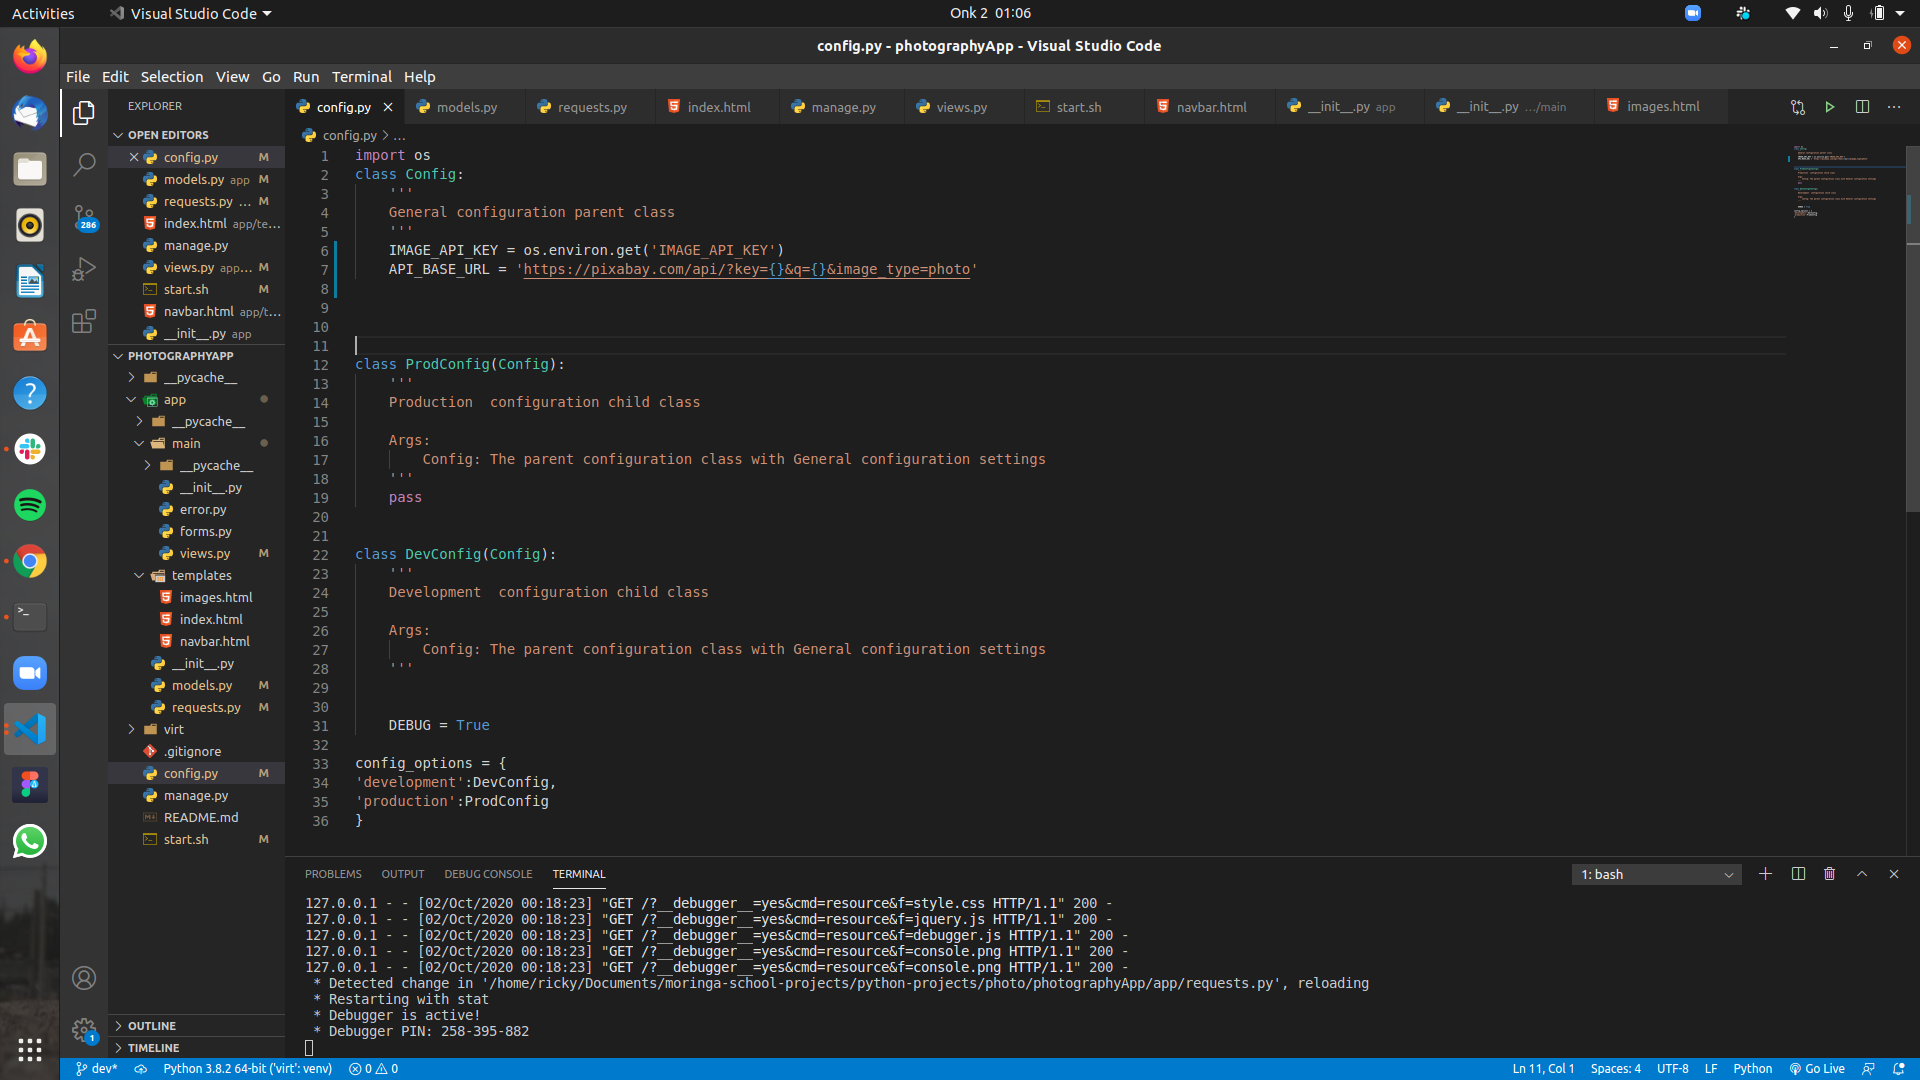 Activities
Visual Studio Code
Onk 2 01:06
config.py - photographyApp - Visual Studio Code
File Edit Selection View Go Run Terminal Help
EXPLORER
config.py models.py requests.py index.html manage.py views.py start.sh navbar.html __init__.py app __init__.py .../main images.html
OPEN EDITORS
config.py M
models.py app M
requests.py ... M
index.html app/te...
manage.py
views.py app... M
start.sh M
navbar.html app/t...
__init__.py app
286
PHOTOGRAPHYAPP
__pycache__
app
__pycache__
main
__pycache__
__init__.py
error.py
forms.py
views.py M
templates
images.html
index.html
navbar.html
__init__.py
models.py M
requests.py M
virt
.gitignore
config.py M
manage.py
README.md
start.sh M
OUTLINE
TIMELINE
1
config.py > ...
1 import os
2 class Config:
3 '''
4 General configuration parent class
5 '''
6 IMAGE_API_KEY = os.environ.get('IMAGE_API_KEY')
7 API_BASE_URL = 'https://pixabay.com/api/?key={}&q={}&image_type=photo'
8
9
10
11
12 class ProdConfig(Config):
13 '''
14 Production  configuration child class
15
16 Args:
17 Config: The parent configuration class with General configuration settings
18 '''
19 pass
20
21
22 class DevConfig(Config):
23 '''
24 Development  configuration child class
25
26 Args:
27 Config: The parent configuration class with General configuration settings
28 '''
29
30
31 DEBUG = True
32
33 config_options = {
34 'development':DevConfig,
35 'production':ProdConfig
36 }
PROBLEMS OUTPUT DEBUG CONSOLE TERMINAL
1: bash
127.0.0.1 - - [02/Oct/2020 00:18:23] "GET /?__debugger__=yes&cmd=resource&f=style.css HTTP/1.1" 200 -
127.0.0.1 - - [02/Oct/2020 00:18:23] "GET /?__debugger__=yes&cmd=resource&f=jquery.js HTTP/1.1" 200 -
127.0.0.1 - - [02/Oct/2020 00:18:23] "GET /?__debugger__=yes&cmd=resource&f=debugger.js HTTP/1.1" 200 -
127.0.0.1 - - [02/Oct/2020 00:18:23] "GET /?__debugger__=yes&cmd=resource&f=console.png HTTP/1.1" 200 -
127.0.0.1 - - [02/Oct/2020 00:18:23] "GET /?__debugger__=yes&cmd=resource&f=console.png HTTP/1.1" 200 -
* Detected change in '/home/ricky/Documents/moringa-school-projects/python-projects/photo/photographyApp/app/requests.py', reloading
* Restarting with stat
* Debugger is active!
* Debugger PIN: 258-395-882
dev* Python 3.8.2 64-bit ('virt': venv) 0 0 Ln 11, Col 1 Spaces: 4 UTF-8 LF Python Go Live